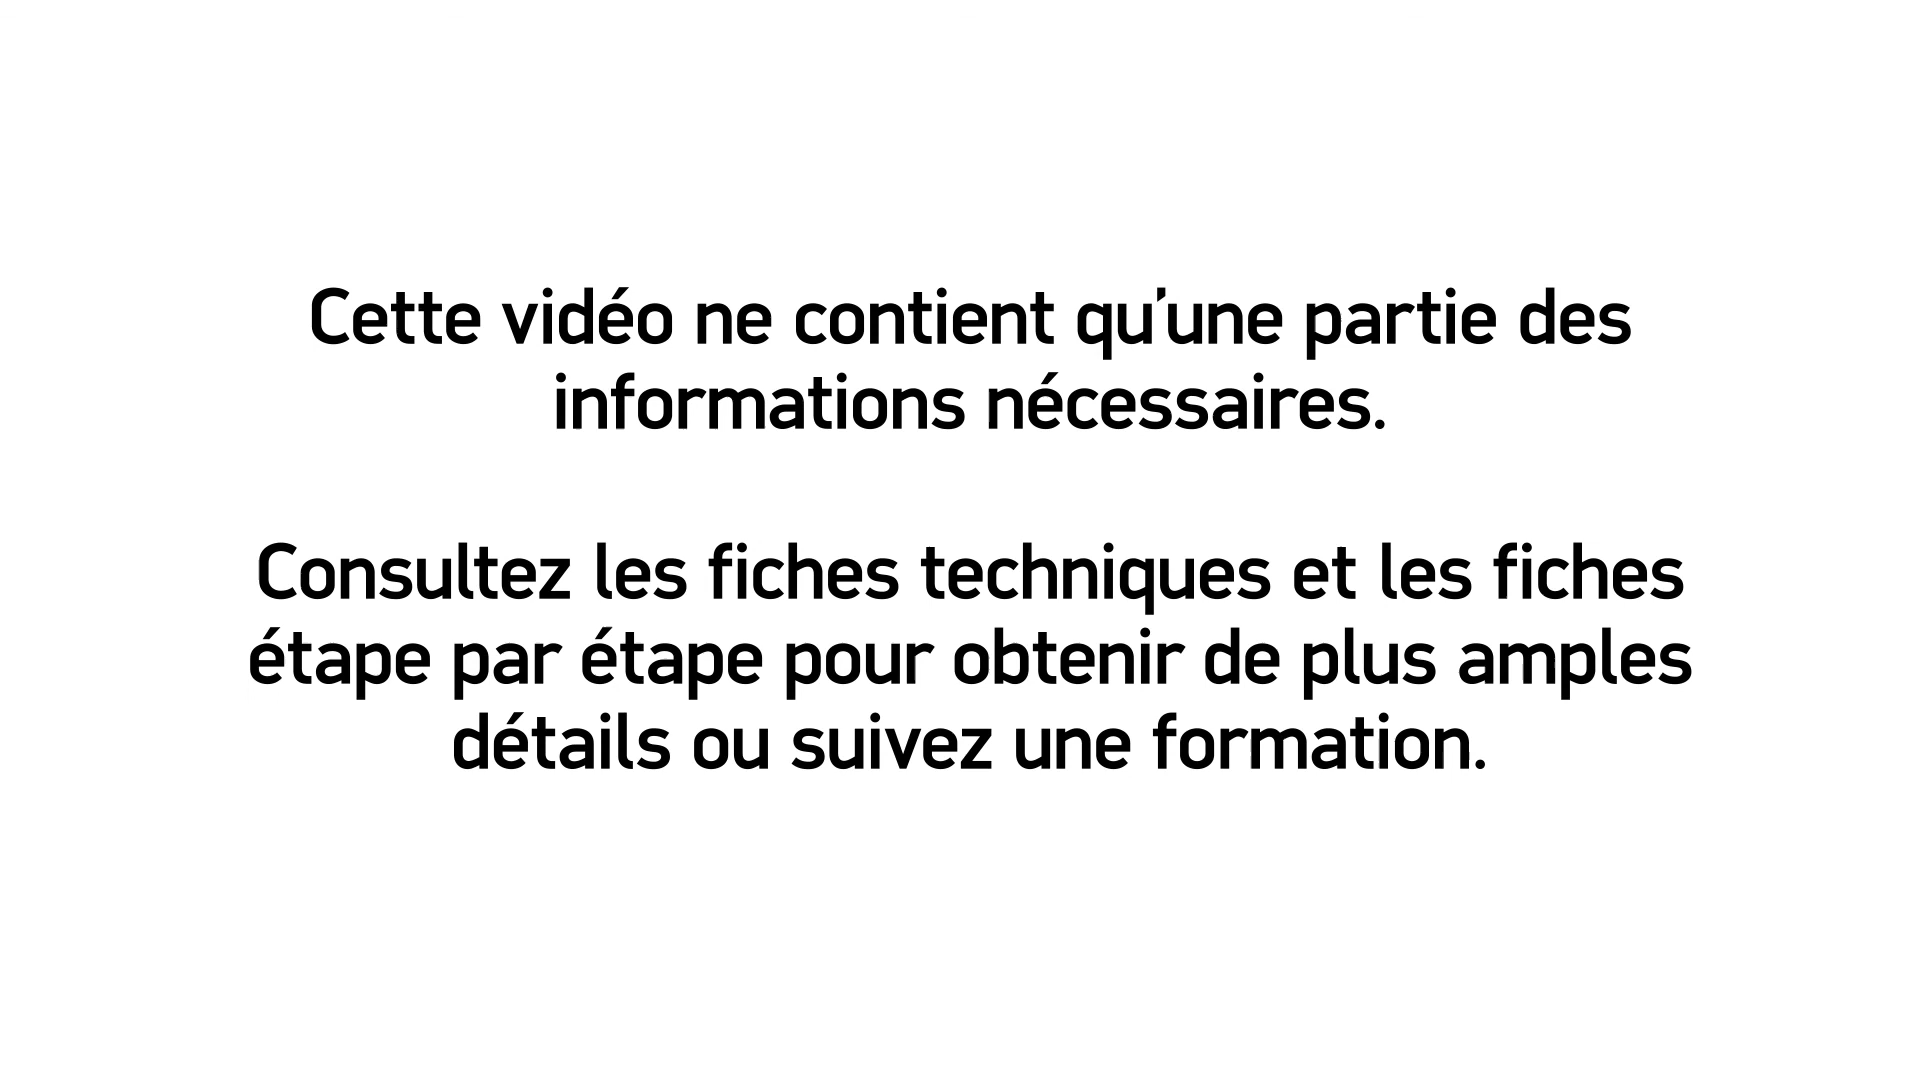 Cette vidéo ne contient qu'une partie des
informations nécessaires.
Consultez les fiches techniques et les fiches
étape par étape pour obtenir de plus amples
détails ou suivez une formation.